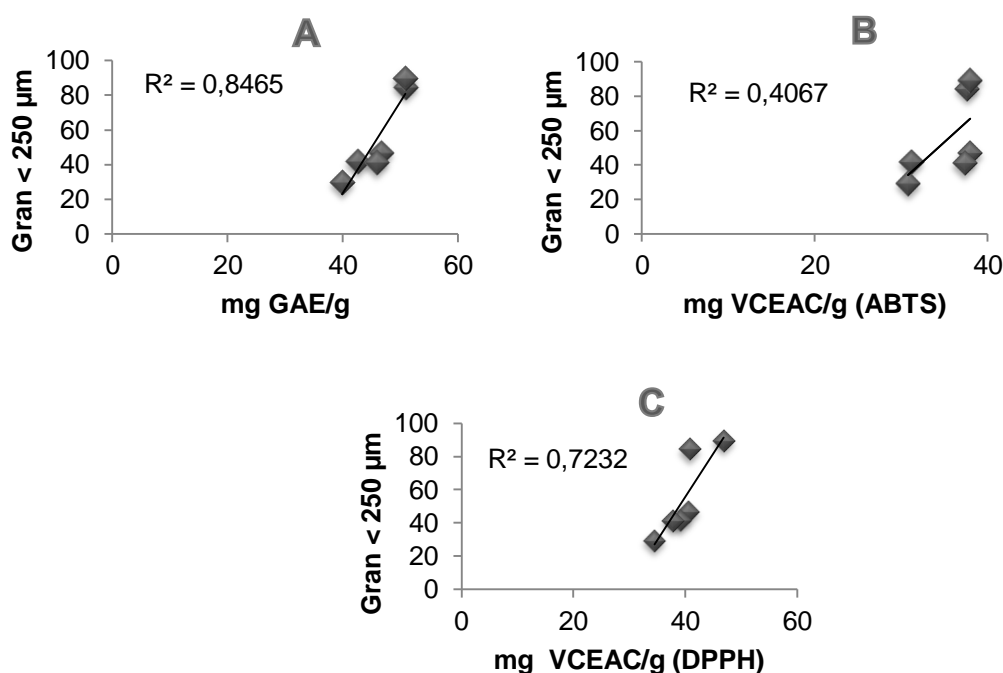 A
Gran < 250 µm
100
80
60
40
20
0
R² = 0,8465
0
20
40
60
mg GAE/g
B
Gran < 250 µm
100
80
60
40
20
0
R² = 0,4067
0
20
40
mg VCEAC/g (ABTS)
C
Gran < 250 µm
100
80
60
40
20
0
R² = 0,7232
0
20
40
60
mg VCEAC/g (DPPH)